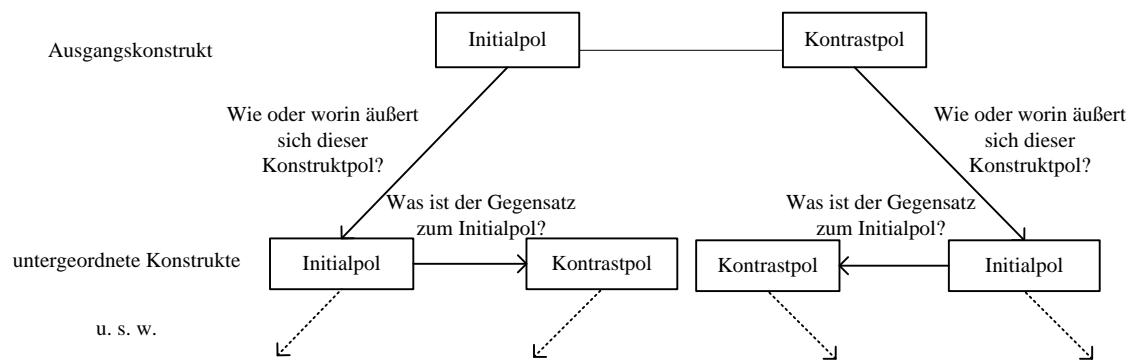 Ausgangskonstrukt
Initialpol
Kontrastpol
Wie oder worin äußert
sich dieser
Konstruktpol?
Wie oder worin äußert
sich dieser
Konstruktpol?
Was ist der Gegensatz
zum Initialpol?
Was ist der Gegensatz
zum Initialpol?
untergeordnete Konstrukte
Initialpol
Kontrastpol
Kontrastpol
Initialpol
u. s. w.